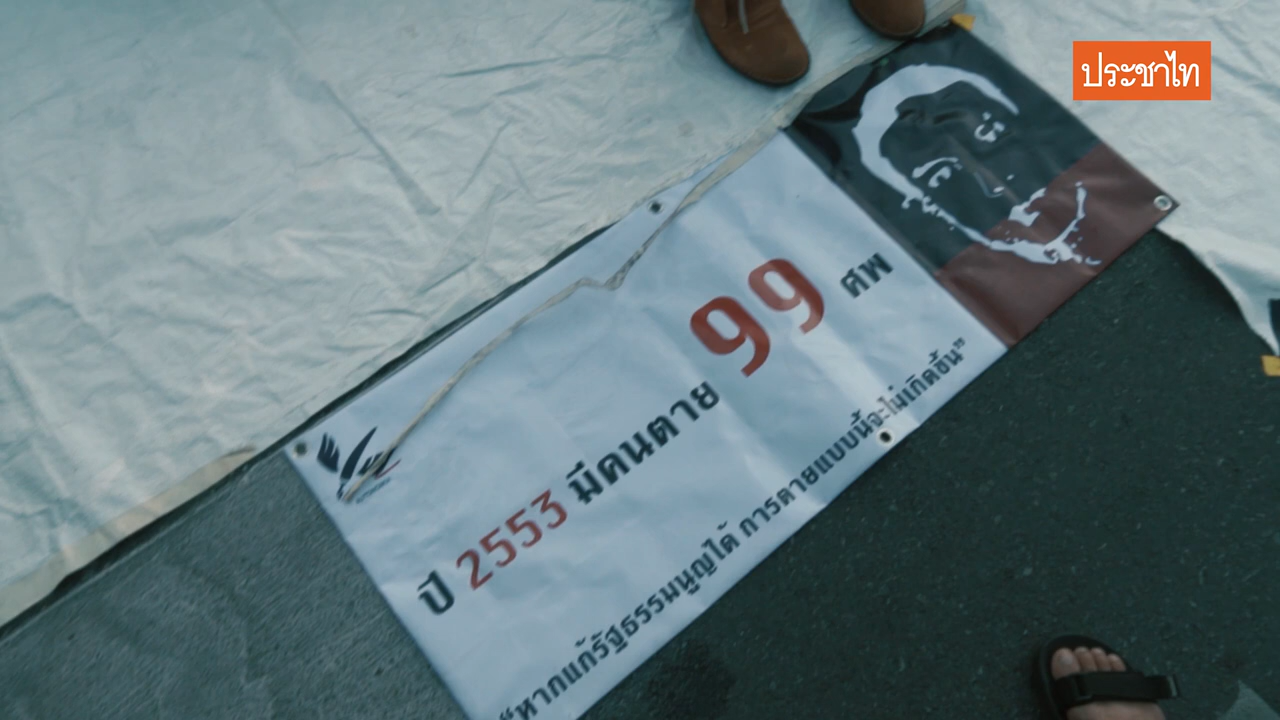 ประชาไท
ปี 2553 มีคนตาย 99 ศพ
“หากแก้รัฐธรรมนูญได้ การตายแบบนี้จะไม่เกิดขึ้น”